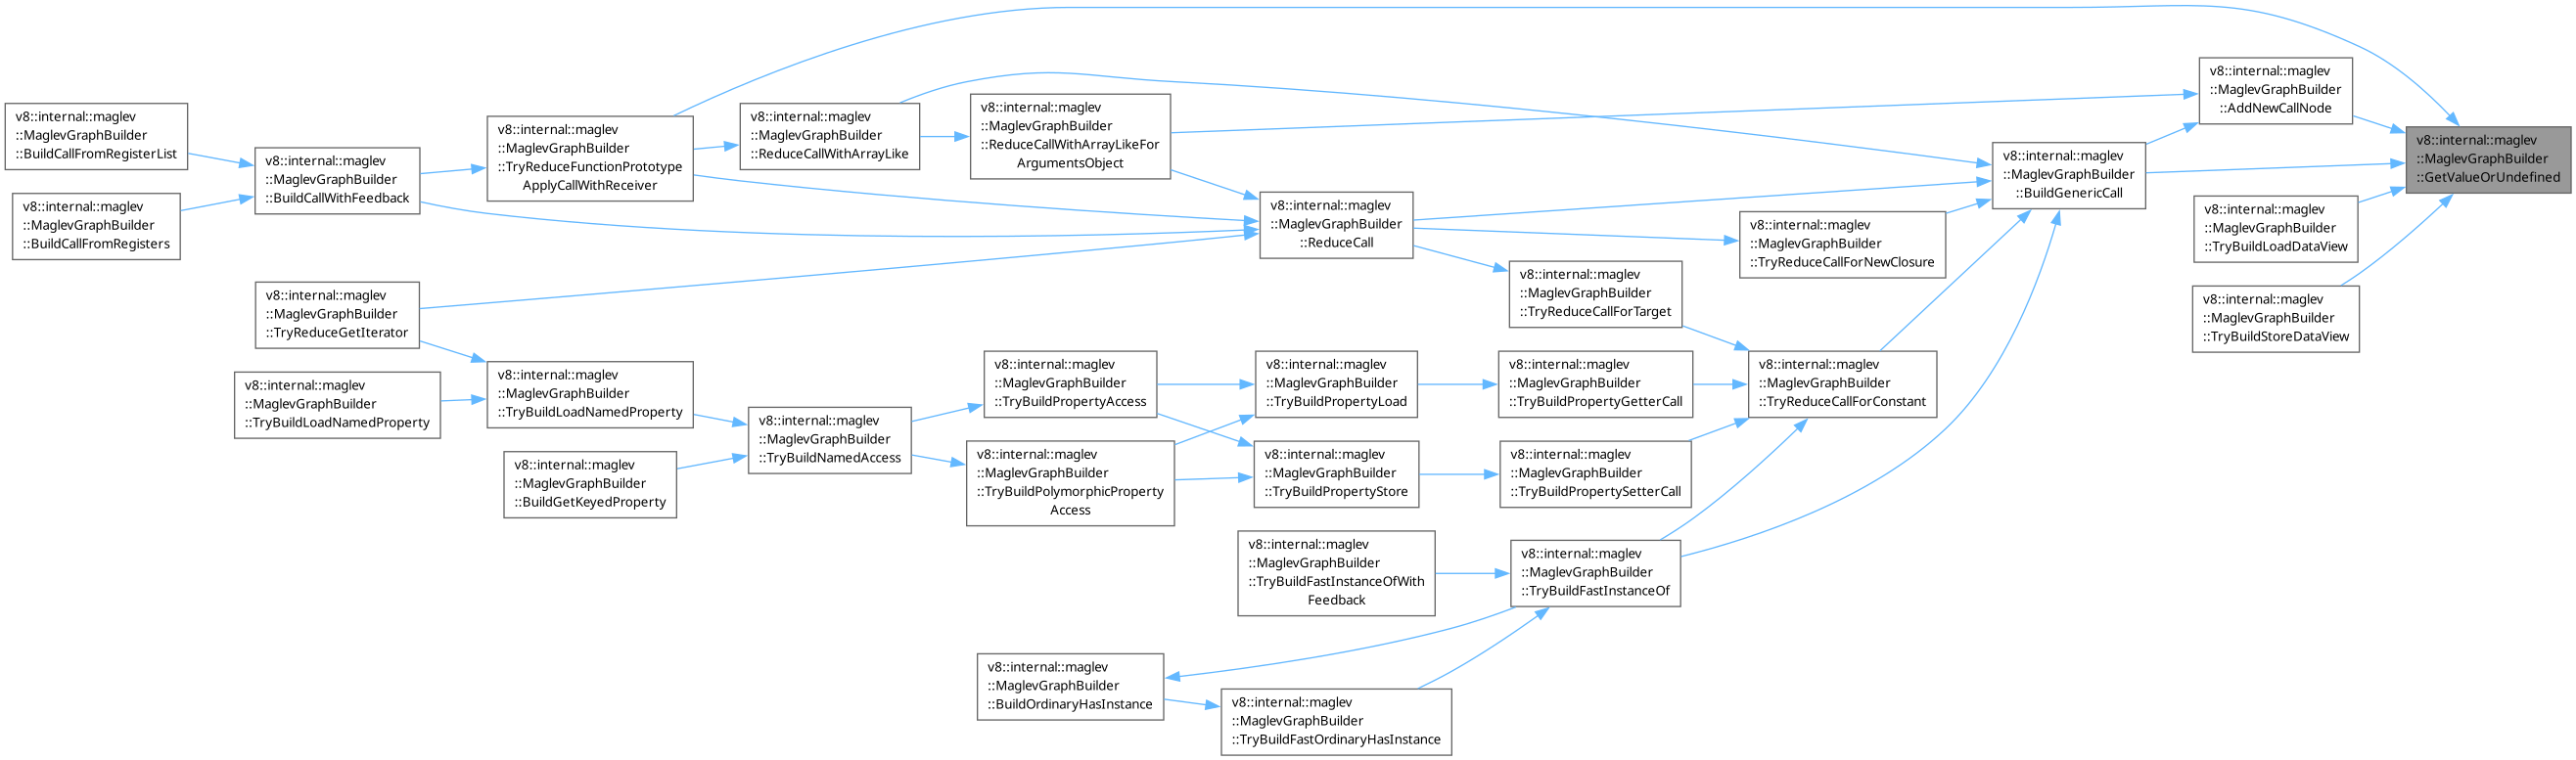 v8::internal::maglev
::MaglevGraphBuilder
::BuildCallFromRegisterList
v8::internal::maglev
::MaglevGraphBuilder
::BuildCallFromRegisters
v8::internal::maglev
::MaglevGraphBuilder
::BuildCallWithFeedback
v8::internal::maglev
::MaglevGraphBuilder
::TryReduceFunctionPrototype
ApplyCallWithReceiver
v8::internal::maglev
::MaglevGraphBuilder
::ReduceCallWithArrayLike
v8::internal::maglev
::MaglevGraphBuilder
::ReduceCallWithArrayLikeFor
ArgumentsObject
v8::internal::maglev
::MaglevGraphBuilder
::ReduceCall
v8::internal::maglev
::MaglevGraphBuilder
::TryReduceCallForNewClosure
v8::internal::maglev
::MaglevGraphBuilder
::BuildGenericCall
v8::internal::maglev
::MaglevGraphBuilder
::AddNewCallNode
v8::internal::maglev
::MaglevGraphBuilder
::GetValueOrUndefined
v8::internal::maglev
::MaglevGraphBuilder
::TryBuildLoadDataView
v8::internal::maglev
::MaglevGraphBuilder
::TryBuildStoreDataView
v8::internal::maglev
::MaglevGraphBuilder
::TryReduceCallForTarget
v8::internal::maglev
::MaglevGraphBuilder
::TryReduceGetIterator
v8::internal::maglev
::MaglevGraphBuilder
::TryBuildLoadNamedProperty
v8::internal::maglev
::MaglevGraphBuilder
::TryBuildLoadNamedProperty
v8::internal::maglev
::MaglevGraphBuilder
::BuildGetKeyedProperty
v8::internal::maglev
::MaglevGraphBuilder
::TryBuildNamedAccess
v8::internal::maglev
::MaglevGraphBuilder
::TryBuildPropertyAccess
v8::internal::maglev
::MaglevGraphBuilder
::TryBuildPolymorphicProperty
Access
v8::internal::maglev
::MaglevGraphBuilder
::TryBuildPropertyLoad
v8::internal::maglev
::MaglevGraphBuilder
::TryBuildPropertyStore
v8::internal::maglev
::MaglevGraphBuilder
::TryBuildPropertyGetterCall
v8::internal::maglev
::MaglevGraphBuilder
::TryBuildPropertySetterCall
v8::internal::maglev
::MaglevGraphBuilder
::TryReduceCallForConstant
v8::internal::maglev
::MaglevGraphBuilder
::TryBuildFastInstanceOfWith
Feedback
v8::internal::maglev
::MaglevGraphBuilder
::TryBuildFastInstanceOf
v8::internal::maglev
::MaglevGraphBuilder
::BuildOrdinaryHasInstance
v8::internal::maglev
::MaglevGraphBuilder
::TryBuildFastOrdinaryHasInstance